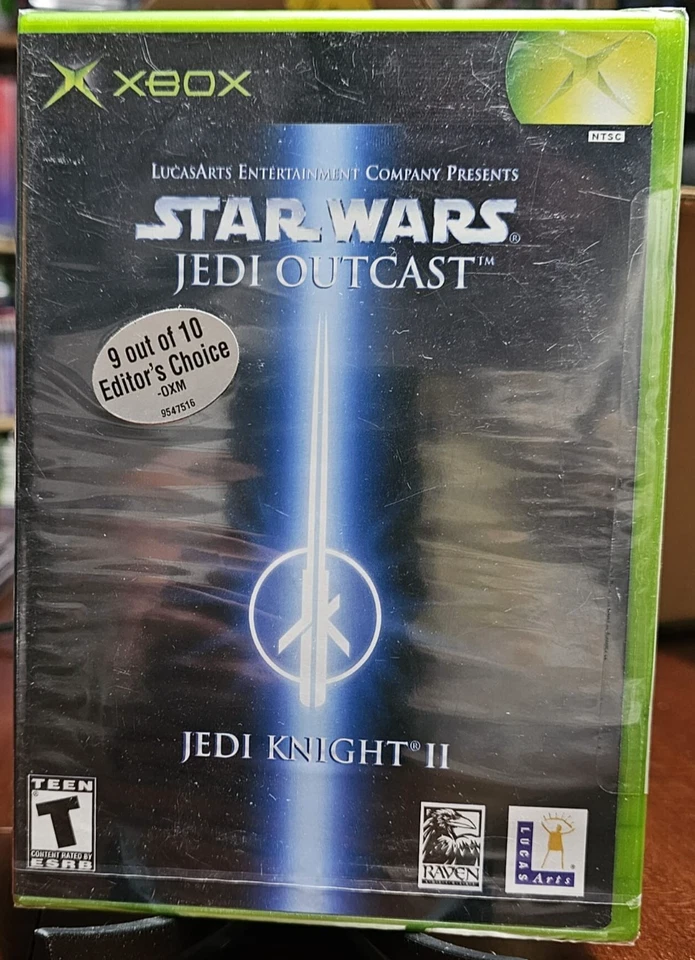 XBOX
NTSC
LUCASARTS ENTERTAINMENT COMPANY PRESENTS
STAR WARS®
JEDI OUTCAST™
9 out of 10
Editor's Choice
-OXM
9547516
JEDI KNIGHT® II
TEEN
T
CONTENT RATED BY
ESRB
RAVEN
LUCAS
Arts